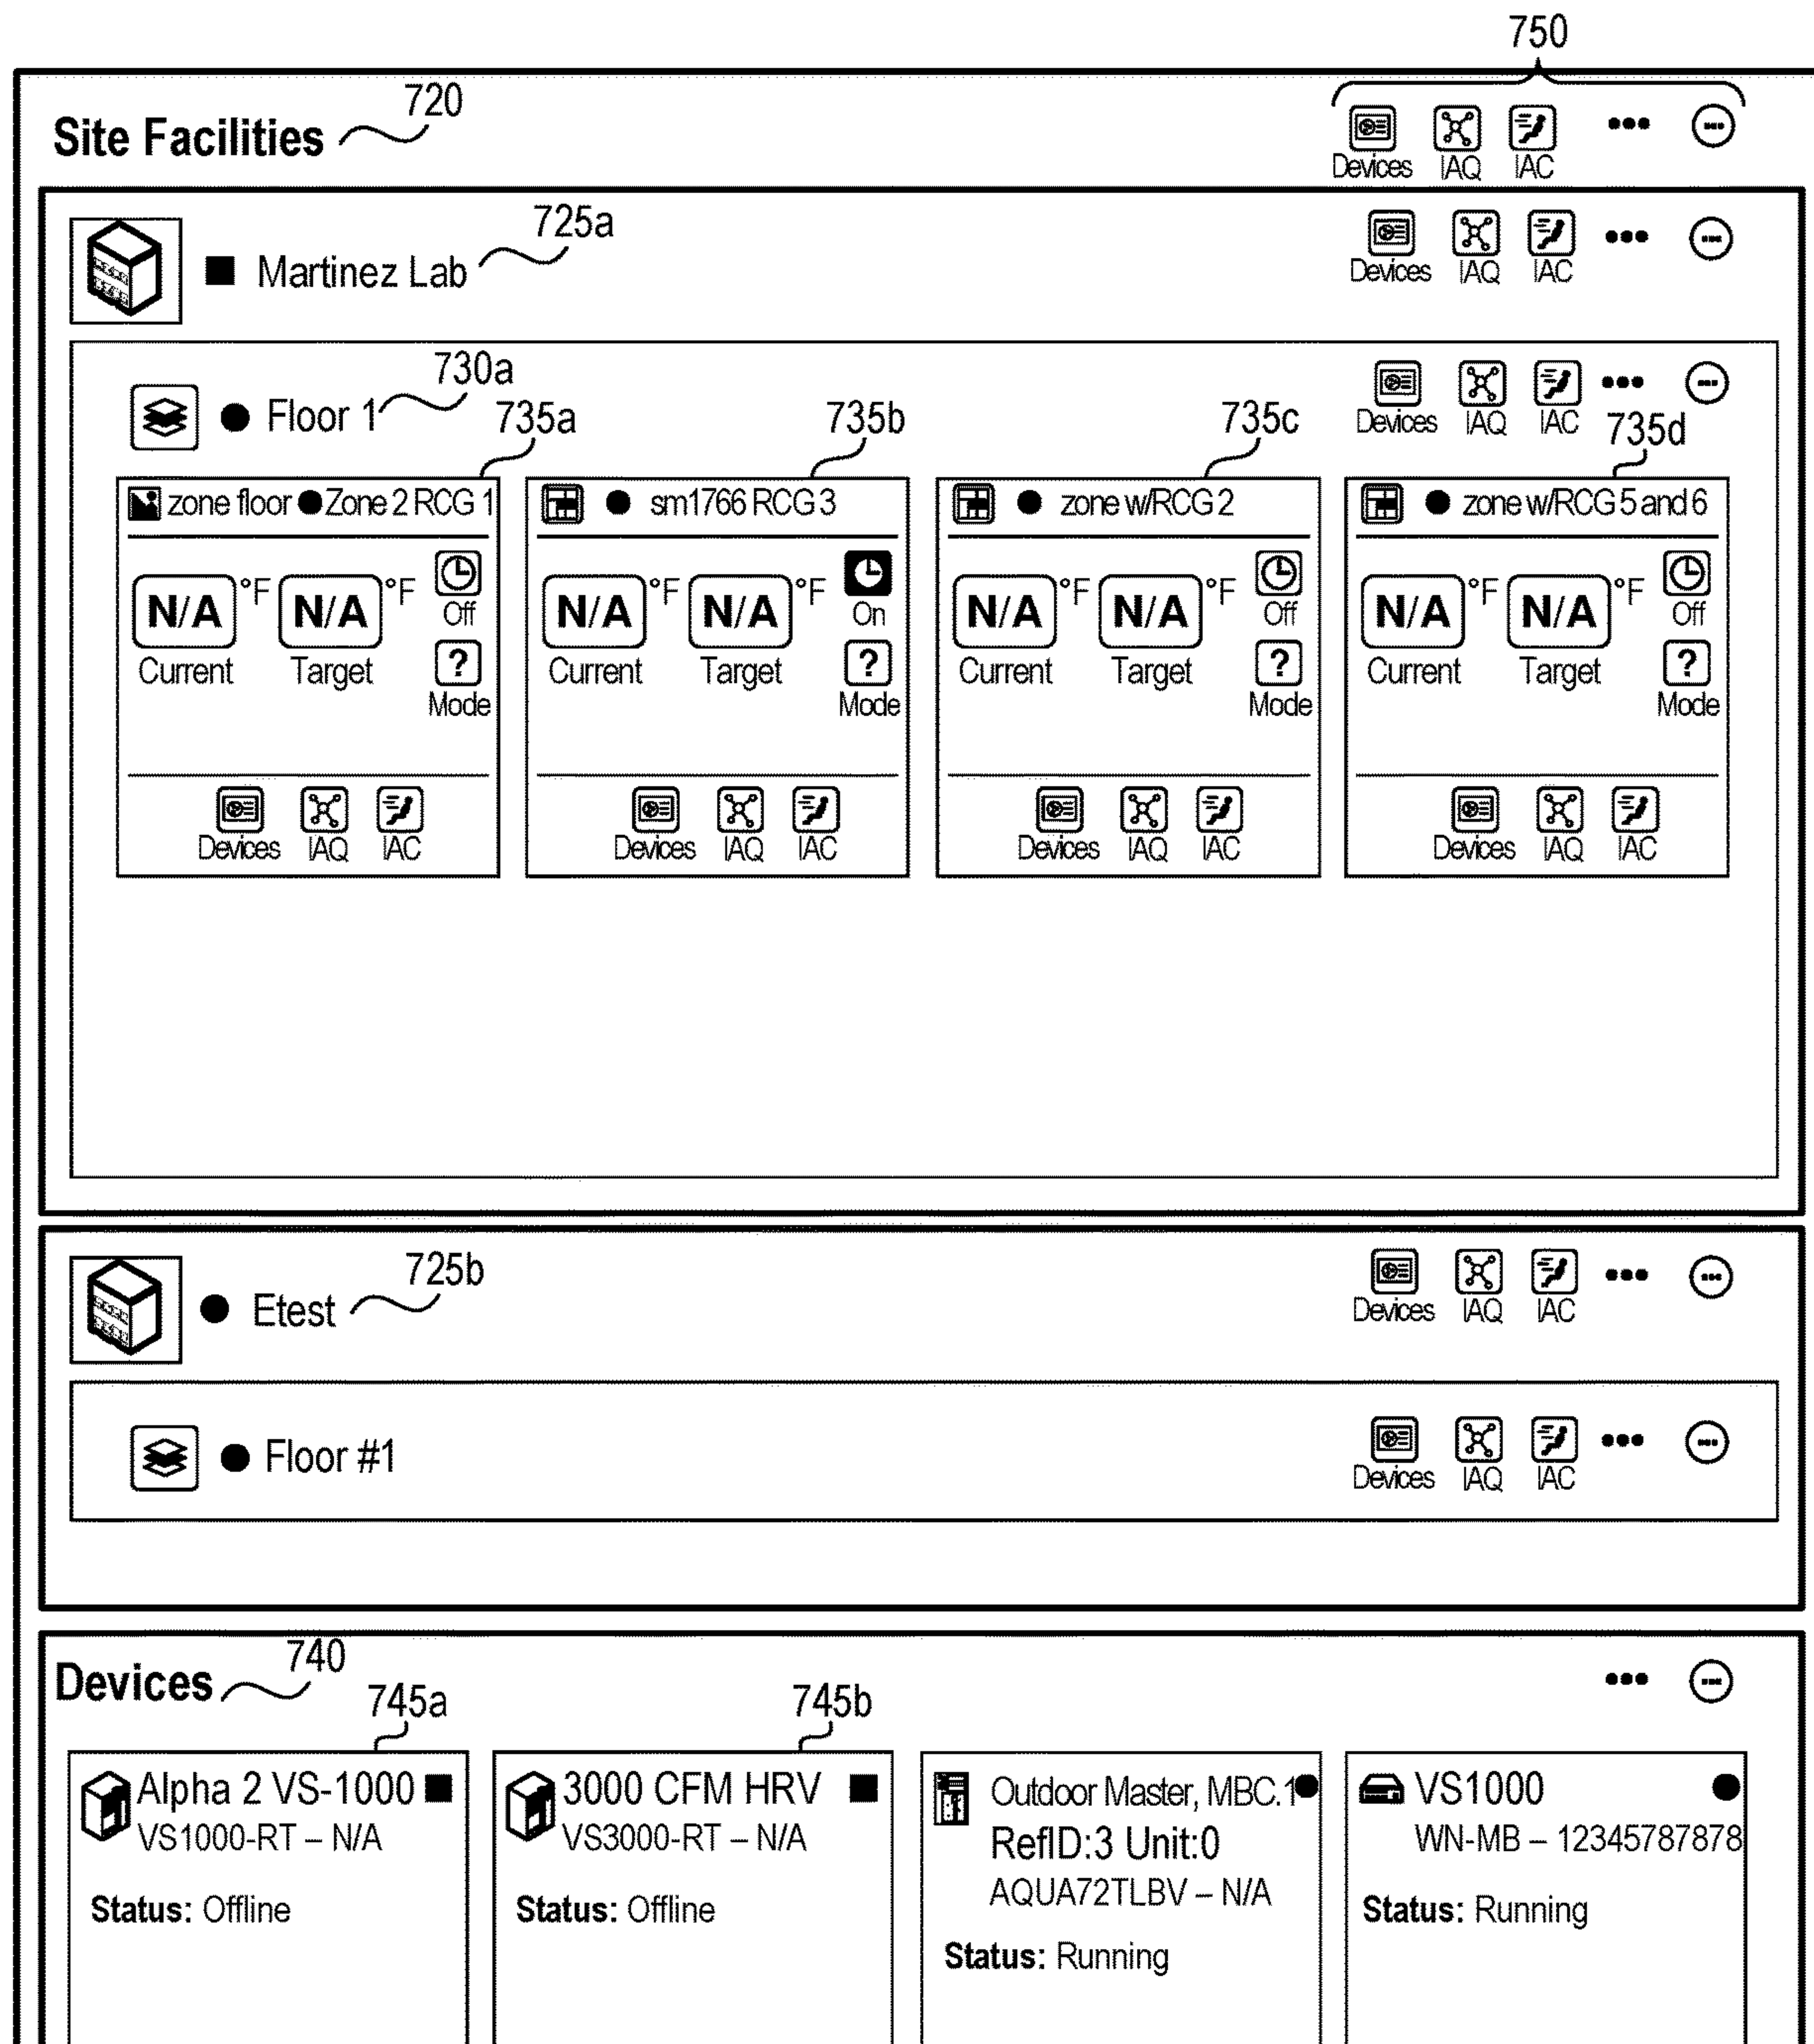 750
720
Site Facilities
Devices IAQ IAC
725a
Martinez Lab
Devices IAQ IAC
730a
Floor 1
Devices IAQ IAC
735a 735b 735c 735d
zone floor Zone 2 RCG 1
°F °F
N/A N/A
Off
Current Target
?
Mode
Devices IAQ IAC
sm1766 RCG 3
°F °F
N/A N/A
On
Current Target
?
Mode
Devices IAQ IAC
zone w/RCG 2
°F °F
N/A N/A
Off
Current Target
?
Mode
Devices IAQ IAC
zone w/RCG 5 and 6
°F °F
N/A N/A
Off
Current Target
?
Mode
Devices IAQ IAC
725b
Etest
Devices IAQ IAC
Floor #1
Devices IAQ IAC
740
Devices
745a 745b
Alpha 2 VS-1000
VS1000-RT – N/A
Status: Offline
3000 CFM HRV
VS3000-RT – N/A
Status: Offline
Outdoor Master, MBC.1
RefID:3 Unit:0
AQUA72TLBV – N/A
Status: Running
VS1000
WN-MB – 12345787878
Status: Running